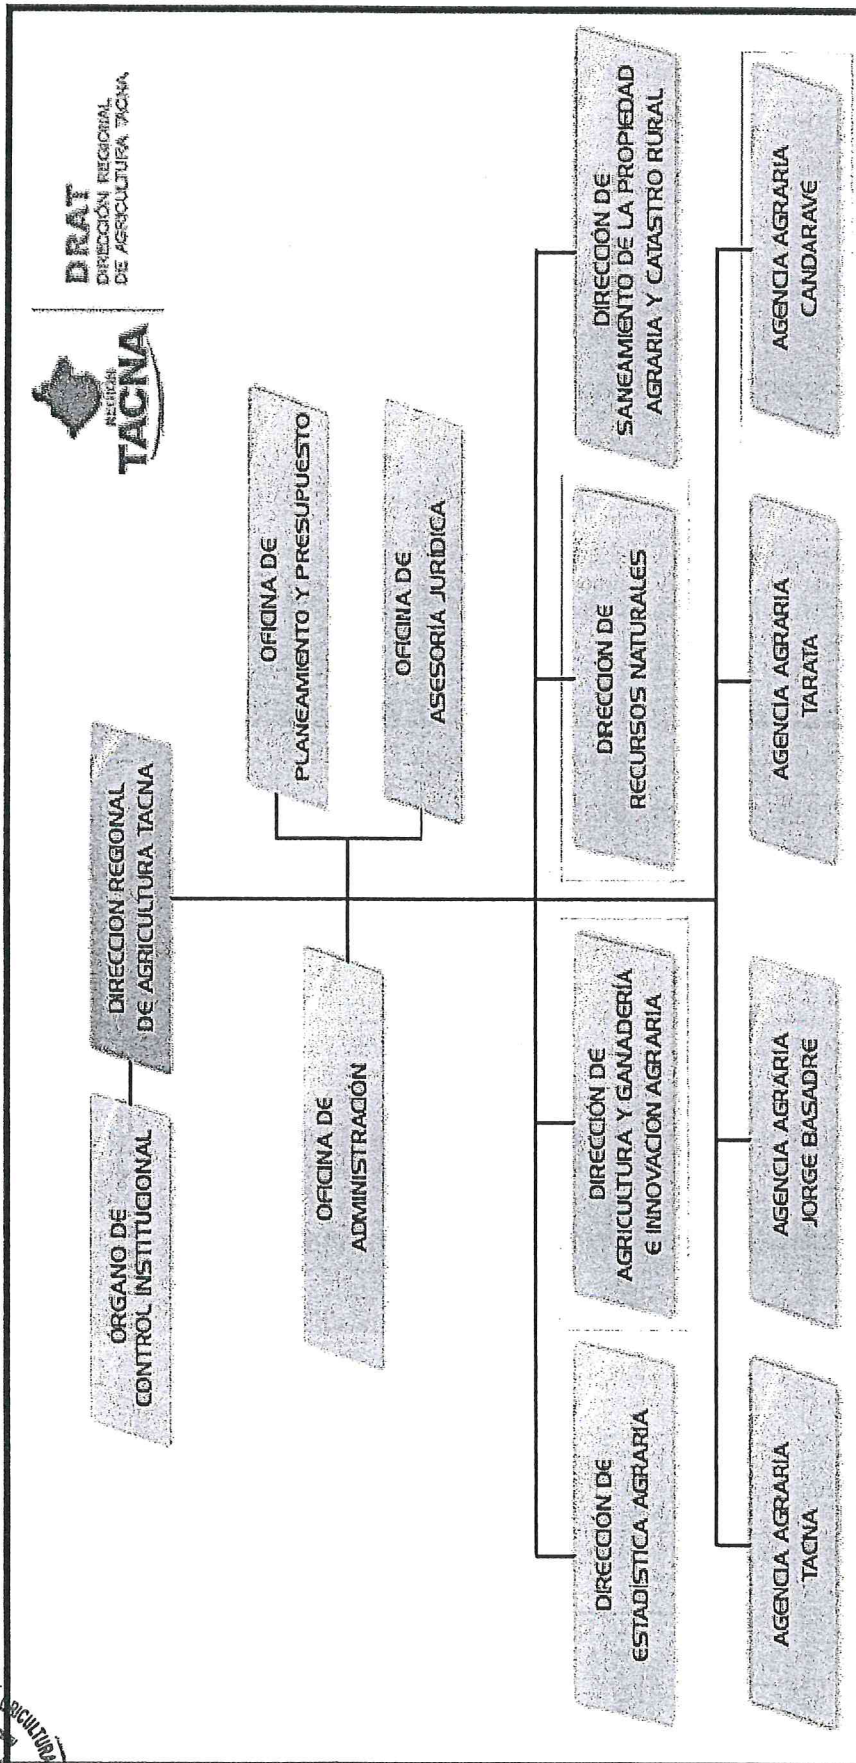 DRAT
DIRECCIÓN REGIONAL
DE AGRICULTURA TACNA
REGIÓN
TACNA
DIRECCION REGIONAL
DE AGRICULTURA TACNA
ÓRGANO DE
CONTROL INSTITUCIONAL
OFICINA DE
PLANEAMIENTO Y PRESUPUESTO
OFICINA DE
ASESORÍA JURÍDICA
OFICINA DE
ADMINISTRACIÓN
DIRECCIÓN DE
ESTADÍSTICA AGRARIA
DIRECCIÓN DE
AGRICULTURA Y GANADERÍA
E INNOVACION AGRARIA
DIRECCIÓN DE
RECURSOS NATURALES
DIRECCIÓN DE
SANEAMIENTO DE LA PROPIEDAD
AGRARIA Y CATASTRO RURAL
AGENCIA AGRARIA
TACNA
AGENCIA AGRARIA
JORGE BASADRE
AGENCIA AGRARIA
TARATA
AGENCIA AGRARIA
CANDARAVE